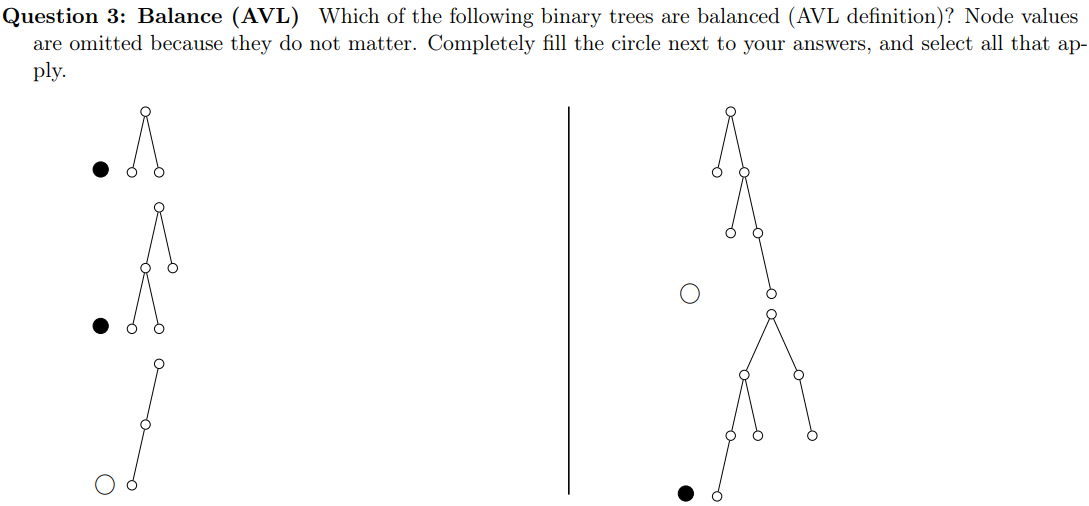 Question 3: Balance (AVL) Which of the following binary trees are balanced (AVL definition)? Node values
are omitted because they do not matter. Completely fill the circle next to your answers, and select all that ap-
ply.